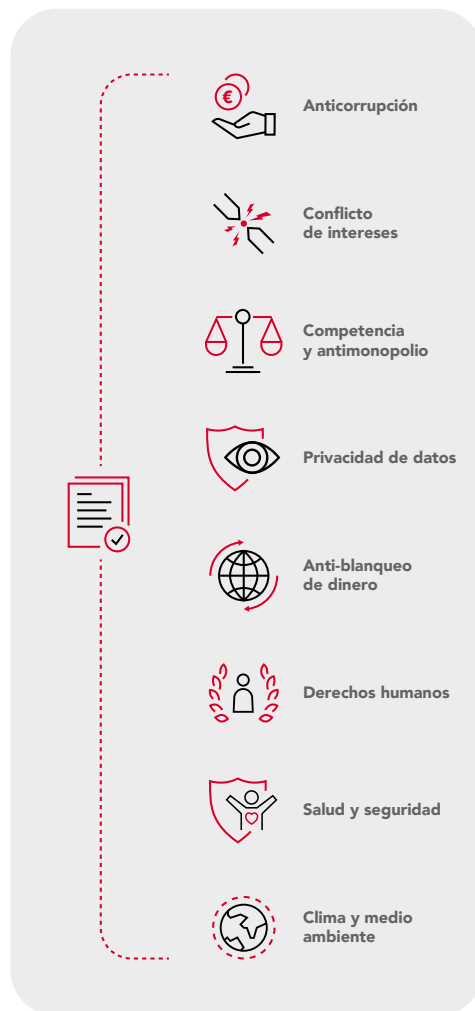 €
Anticorrupción
Conflicto
de intereses
Competencia
y antimonopolio
Privacidad de datos
Anti-blanqueo
de dinero
Derechos humanos
Salud y seguridad
Clima y medio
ambiente